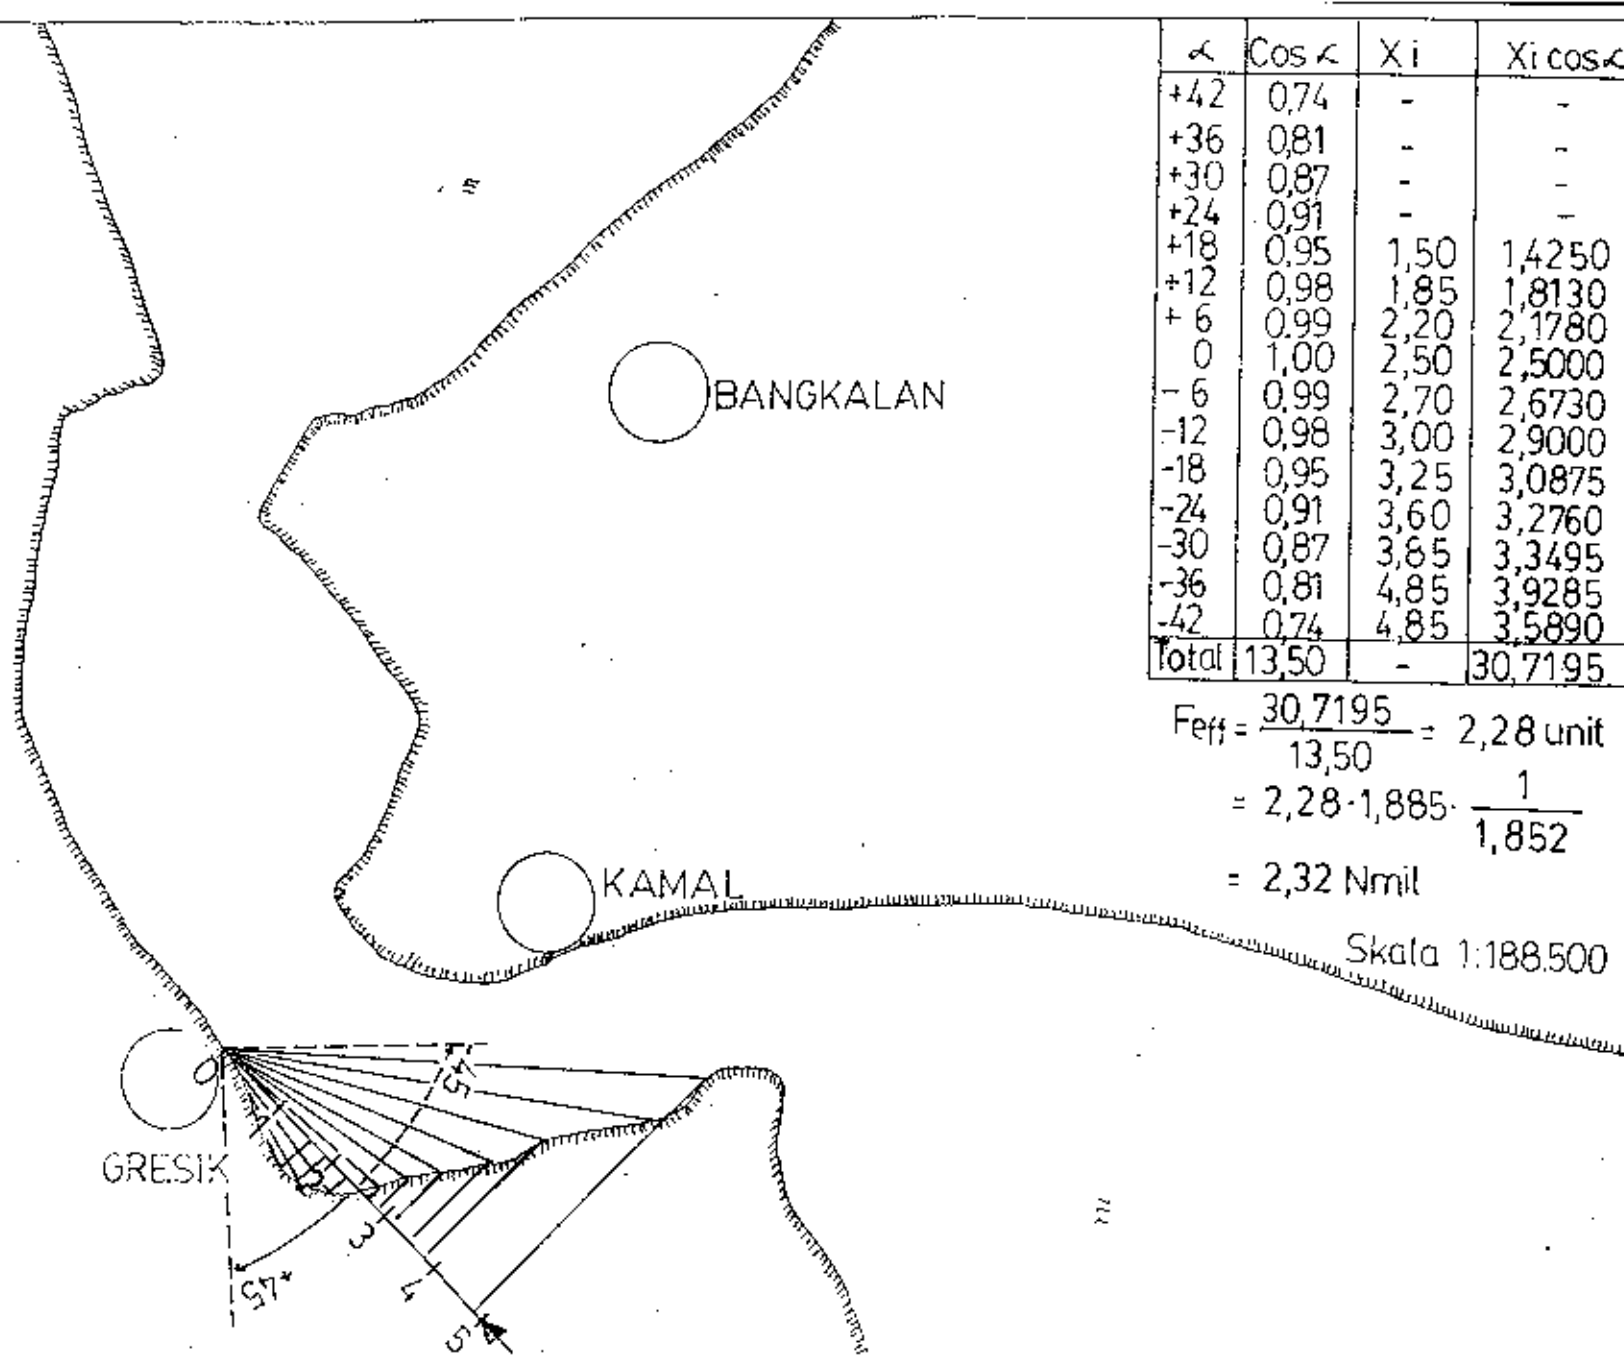 ∝ Cos ∝ Xi Xi cos ∝
+42 0,74 - -
+36 0,81 - -
+30 0,87 - -
+24 0,91 - -
+18 0,95 1,50 1,4250
+12 0,98 1,85 1,8130
+ 6 0,99 2,20 2,1780
0 1,00 2,50 2,5000
- 6 0,99 2,70 2,6730
-12 0,98 3,00 2,9000
-18 0,95 3,25 3,0875
-24 0,91 3,60 3,2760
-30 0,87 3,85 3,3495
-36 0,81 4,85 3,9285
-42 0,74 4,85 3,5890
Total 13,50 - 30,7195
Feff = 30,7195 / 13,50 = 2,28 unit
= 2,28 · 1,885 · 1 / 1,852
= 2,32 Nmil
Skala 1:188.500
BANGKALAN
KAMAL
GRESIK
0
1
2
3
4
5
-45
+45